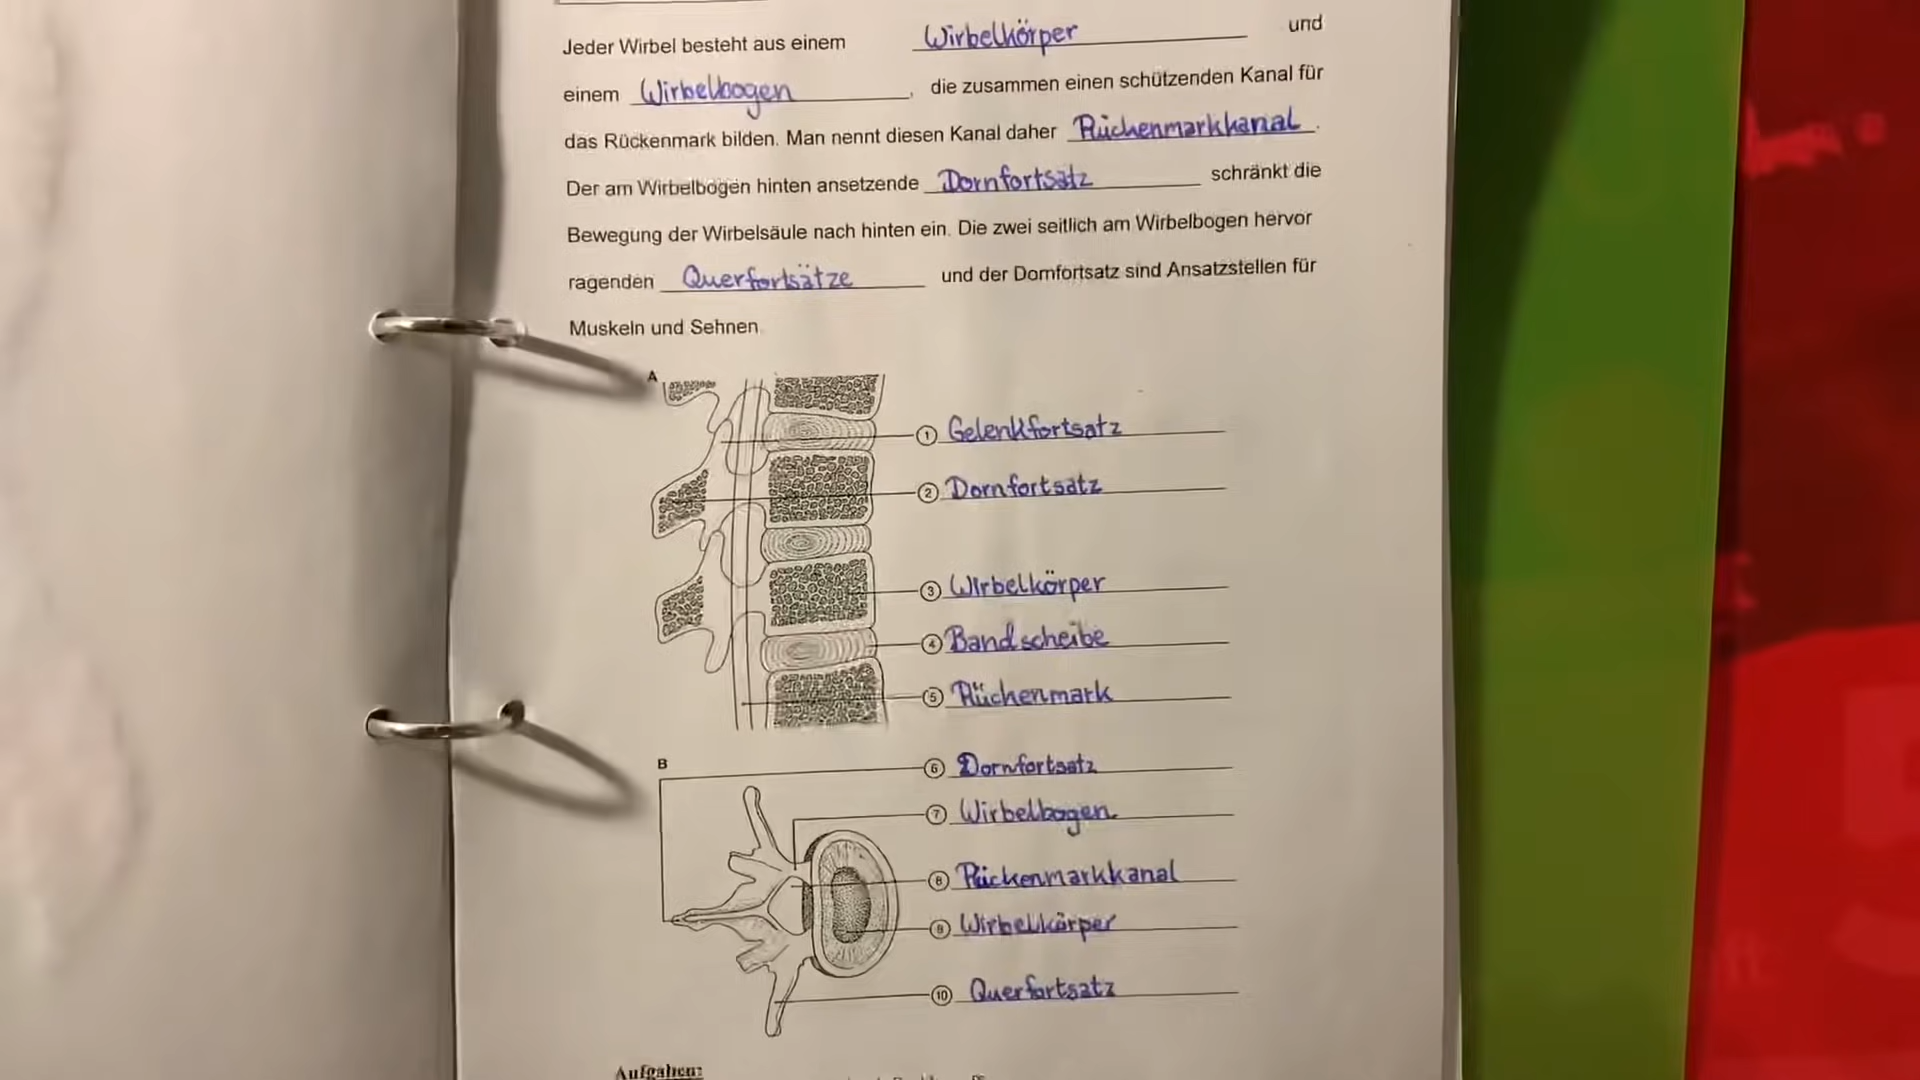 Jeder Wirbel besteht aus einem Wirbelkörper und
einem Wirbelbogen, die zusammen einen schützenden Kanal für
das Rückenmark bilden. Man nennt diesen Kanal daher Rückenmarkkanal.
Der am Wirbelbogen hinten ansetzende Dornfortsatz schränkt die
Bewegung der Wirbelsäule nach hinten ein. Die zwei seitlich am Wirbelbogen hervor
ragenden Querfortsätze und der Dornfortsatz sind Ansatzstellen für
Muskeln und Sehnen
A
1 Gelenkfortsatz
2 Dornfortsatz
3 Wirbelkörper
4 Bandscheibe
5 Rückenmark
B
6 Dornfortsatz
7 Wirbelbogen
8 Rückenmarkkanal
9 Wirbelkörper
10 Querfortsatz
Aufgaben: